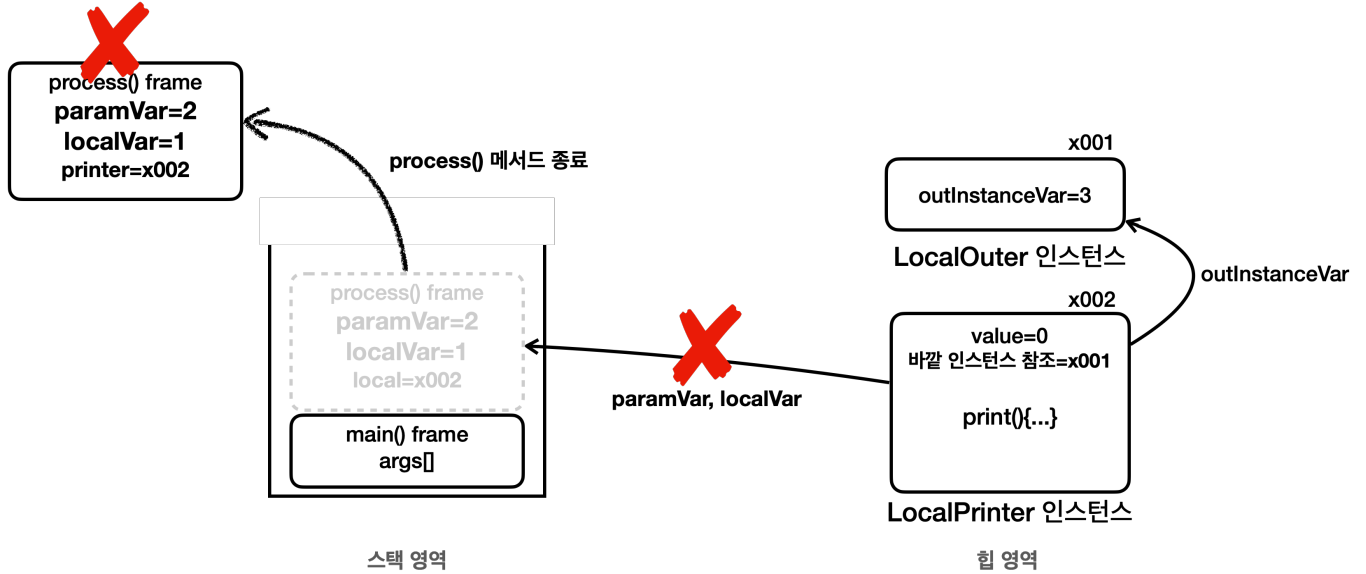 process() frame
paramVar=2
localVar=1
printer=x002
process() 메서드 종료
process() frame
paramVar=2
localVar=1
local=x002
main() frame
args[]
스택 영역
paramVar, localVar
x001
outInstanceVar=3
LocalOuter 인스턴스
outInstanceVar
x002
value=0
바깥 인스턴스 참조=x001
print(){...}
LocalPrinter 인스턴스
힙 영역